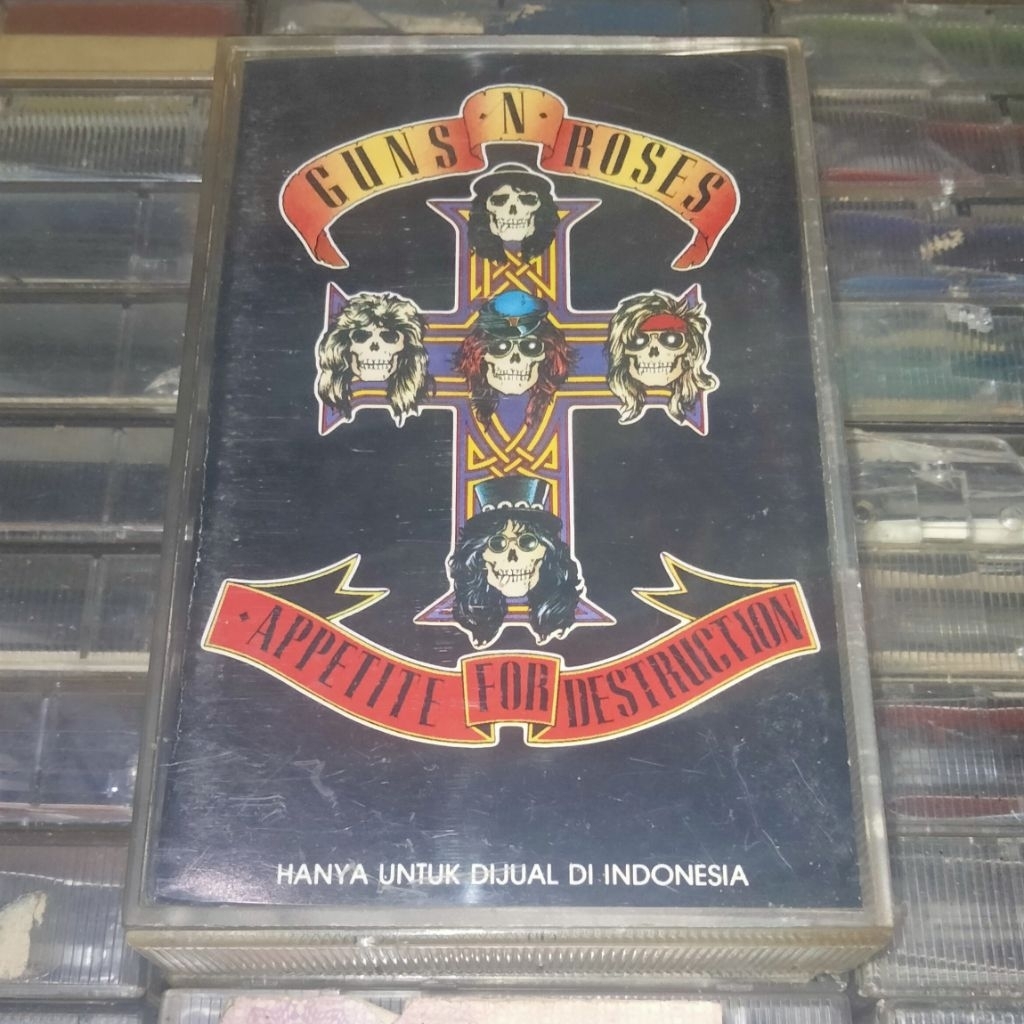 GUNS N ROSES
·APPETITE FOR DESTRUCTION
HANYA UNTUK DIJUAL DI INDONESIA